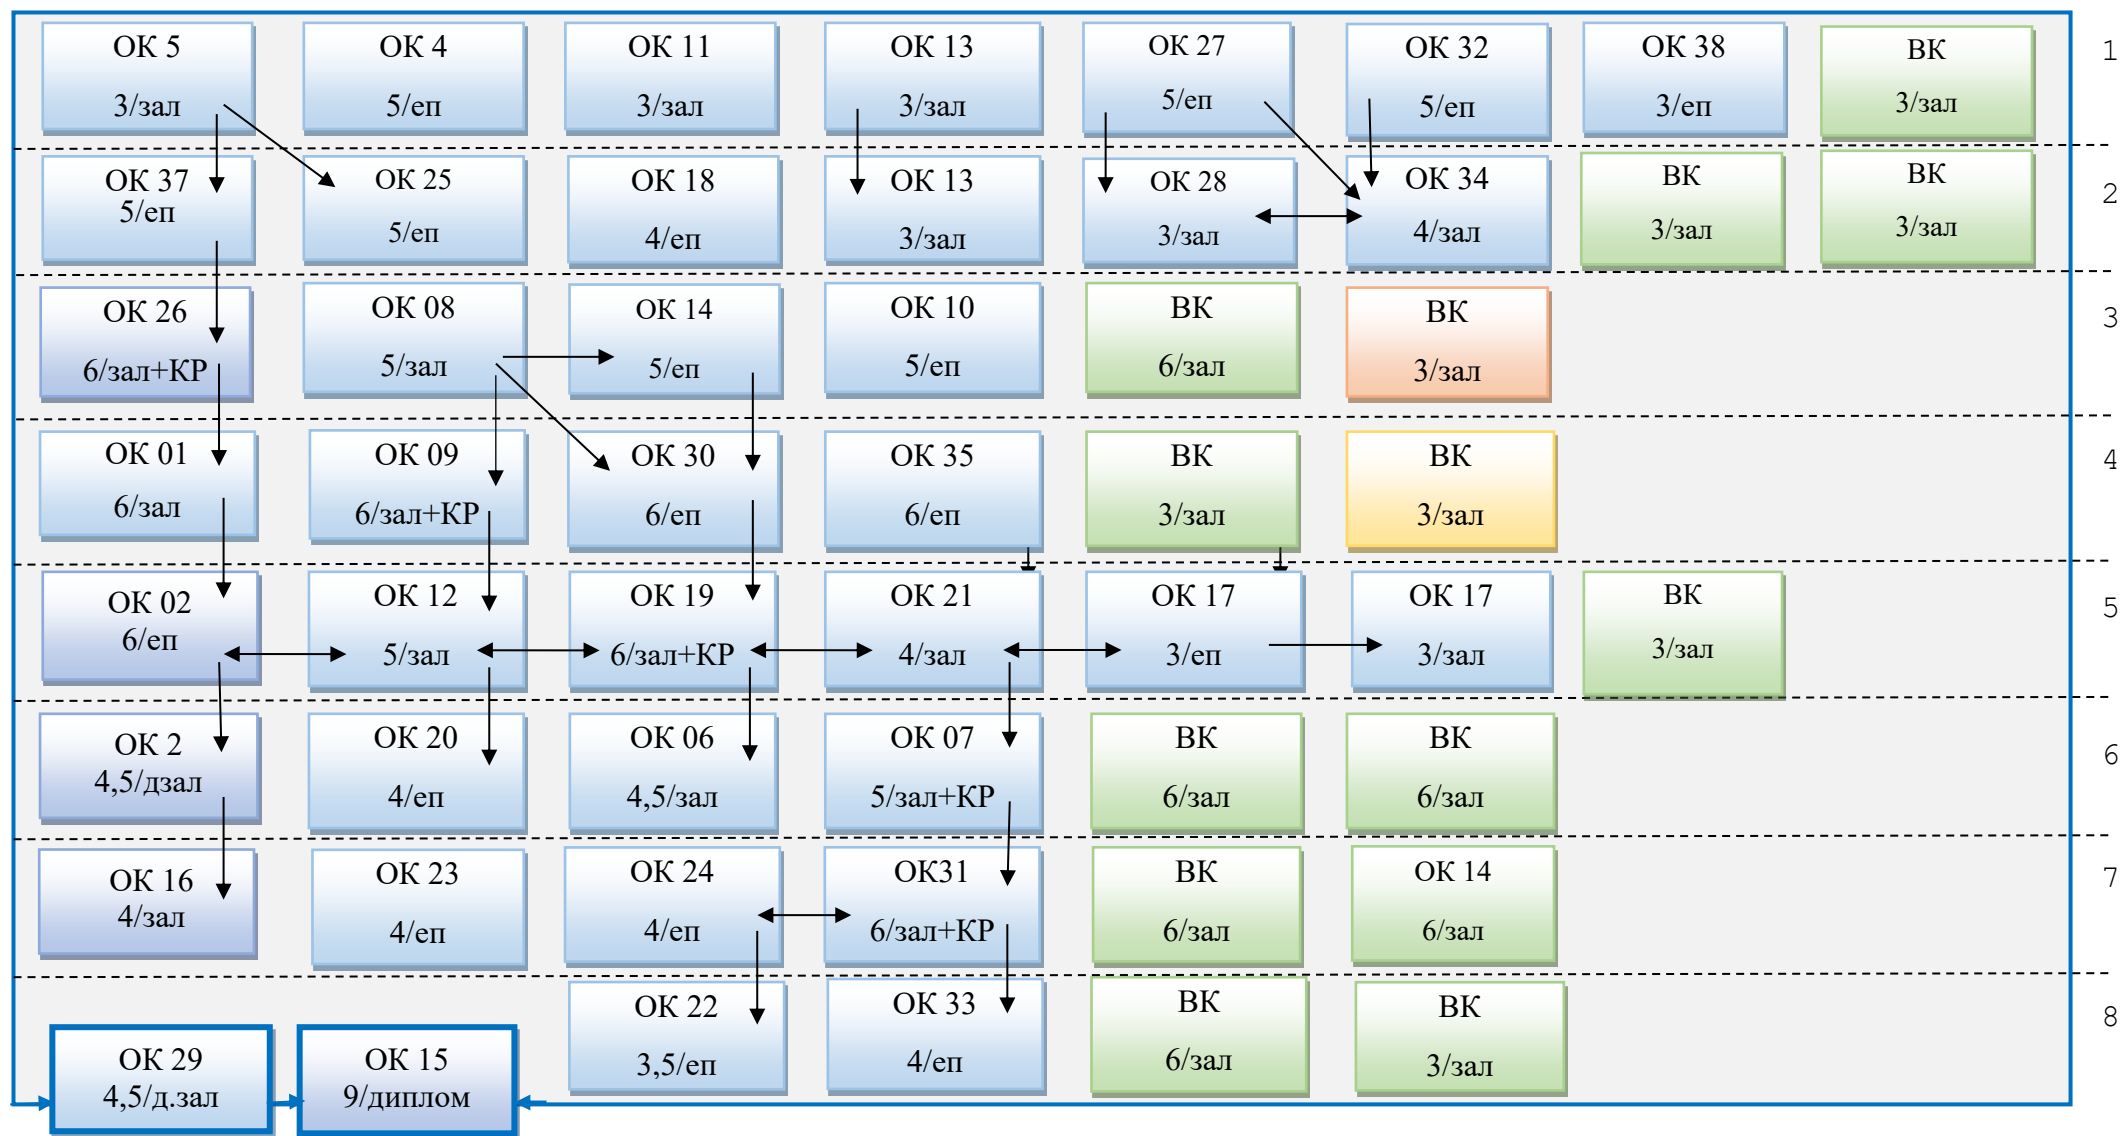 ОК 5
3/зал
ОК 4
5/еп
ОК 11
3/зал
ОК 13
3/зал
ОК 27
5/еп
ОК 32
5/еп
ОК 38
3/еп
ВК
3/зал
1
ОК 37
5/еп
ОК 25
5/еп
ОК 18
4/еп
ОК 13
3/зал
ОК 28
3/зал
ОК 34
4/зал
ВК
3/зал
ВК
3/зал
2
ОК 26
6/зал+КР
ОК 08
5/зал
ОК 14
5/еп
ОК 10
5/еп
ВК
6/зал
ВК
3/зал
3
ОК 01
6/зал
ОК 09
6/зал+КР
ОК 30
6/еп
ОК 35
6/еп
ВК
3/зал
ВК
3/зал
4
ОК 02
6/еп
ОК 12
5/зал
ОК 19
6/зал+КР
ОК 21
4/зал
ОК 17
3/еп
ОК 17
3/зал
ВК
3/зал
5
ОК 2
4,5/дзал
ОК 20
4/еп
ОК 06
4,5/зал
ОК 07
5/зал+КР
ВК
6/зал
ВК
6/зал
6
ОК 16
4/зал
ОК 23
4/еп
ОК 24
4/еп
ОК31
6/зал+КР
ВК
6/зал
ОК 14
6/зал
7
ОК 29
4,5/д.зал
ОК 15
9/диплом
ОК 22
3,5/еп
ОК 33
4/еп
ВК
6/зал
ВК
3/зал
8